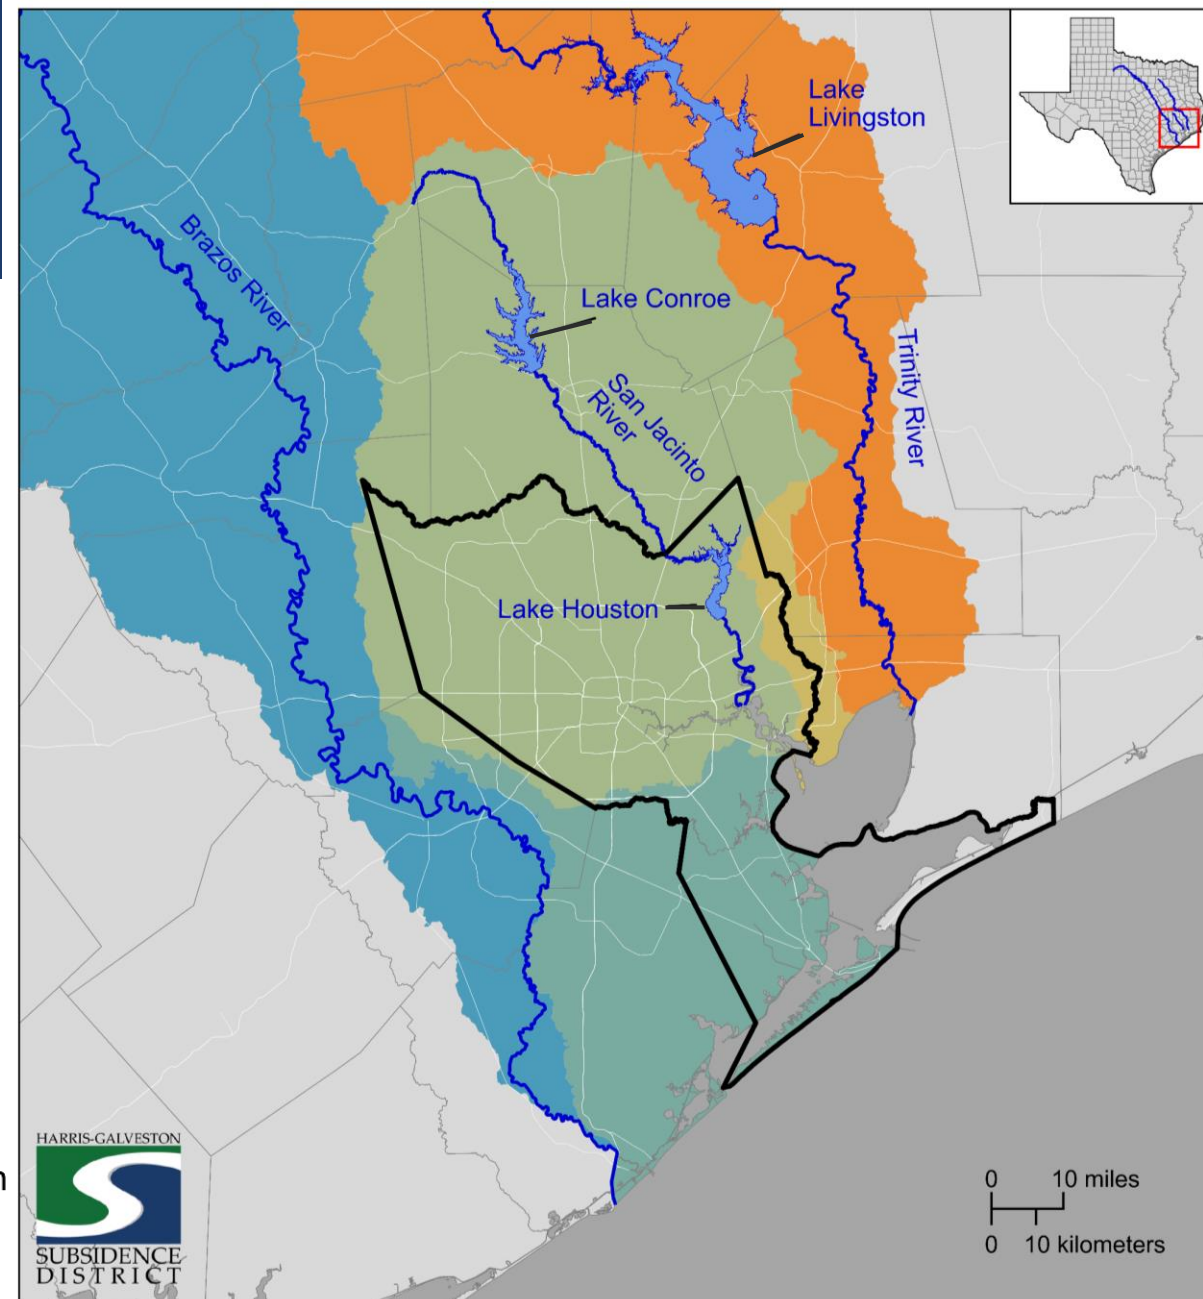 Lake
Livingston
Brazos River
Lake Conroe
San Jacinto
River
Trinity River
Lake Houston
HARRIS-GALVESTON
SUBSIDENCE
DISTRICT
0 10 miles
0 10 kilometers